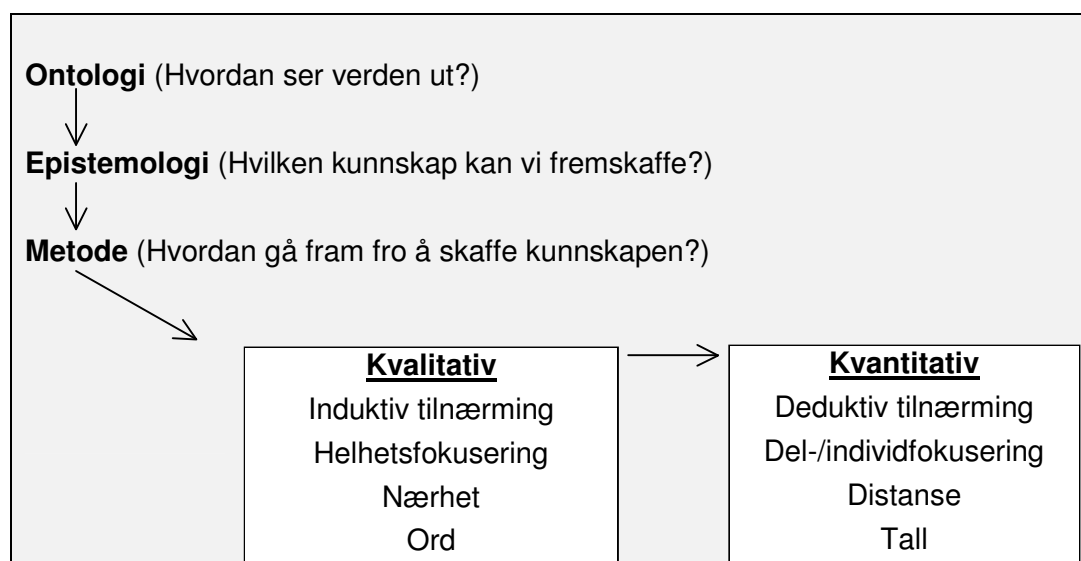 Ontologi (Hvordan ser verden ut?)
Epistemologi (Hvilken kunnskap kan vi fremskaffe?)
Metode (Hvordan gå fram fro å skaffe kunnskapen?)
Kvalitativ
Induktiv tilnærming
Helhetsfokusering
Nærhet
Ord
Kvantitativ
Deduktiv tilnærming
Del-/individfokusering
Distanse
Tall